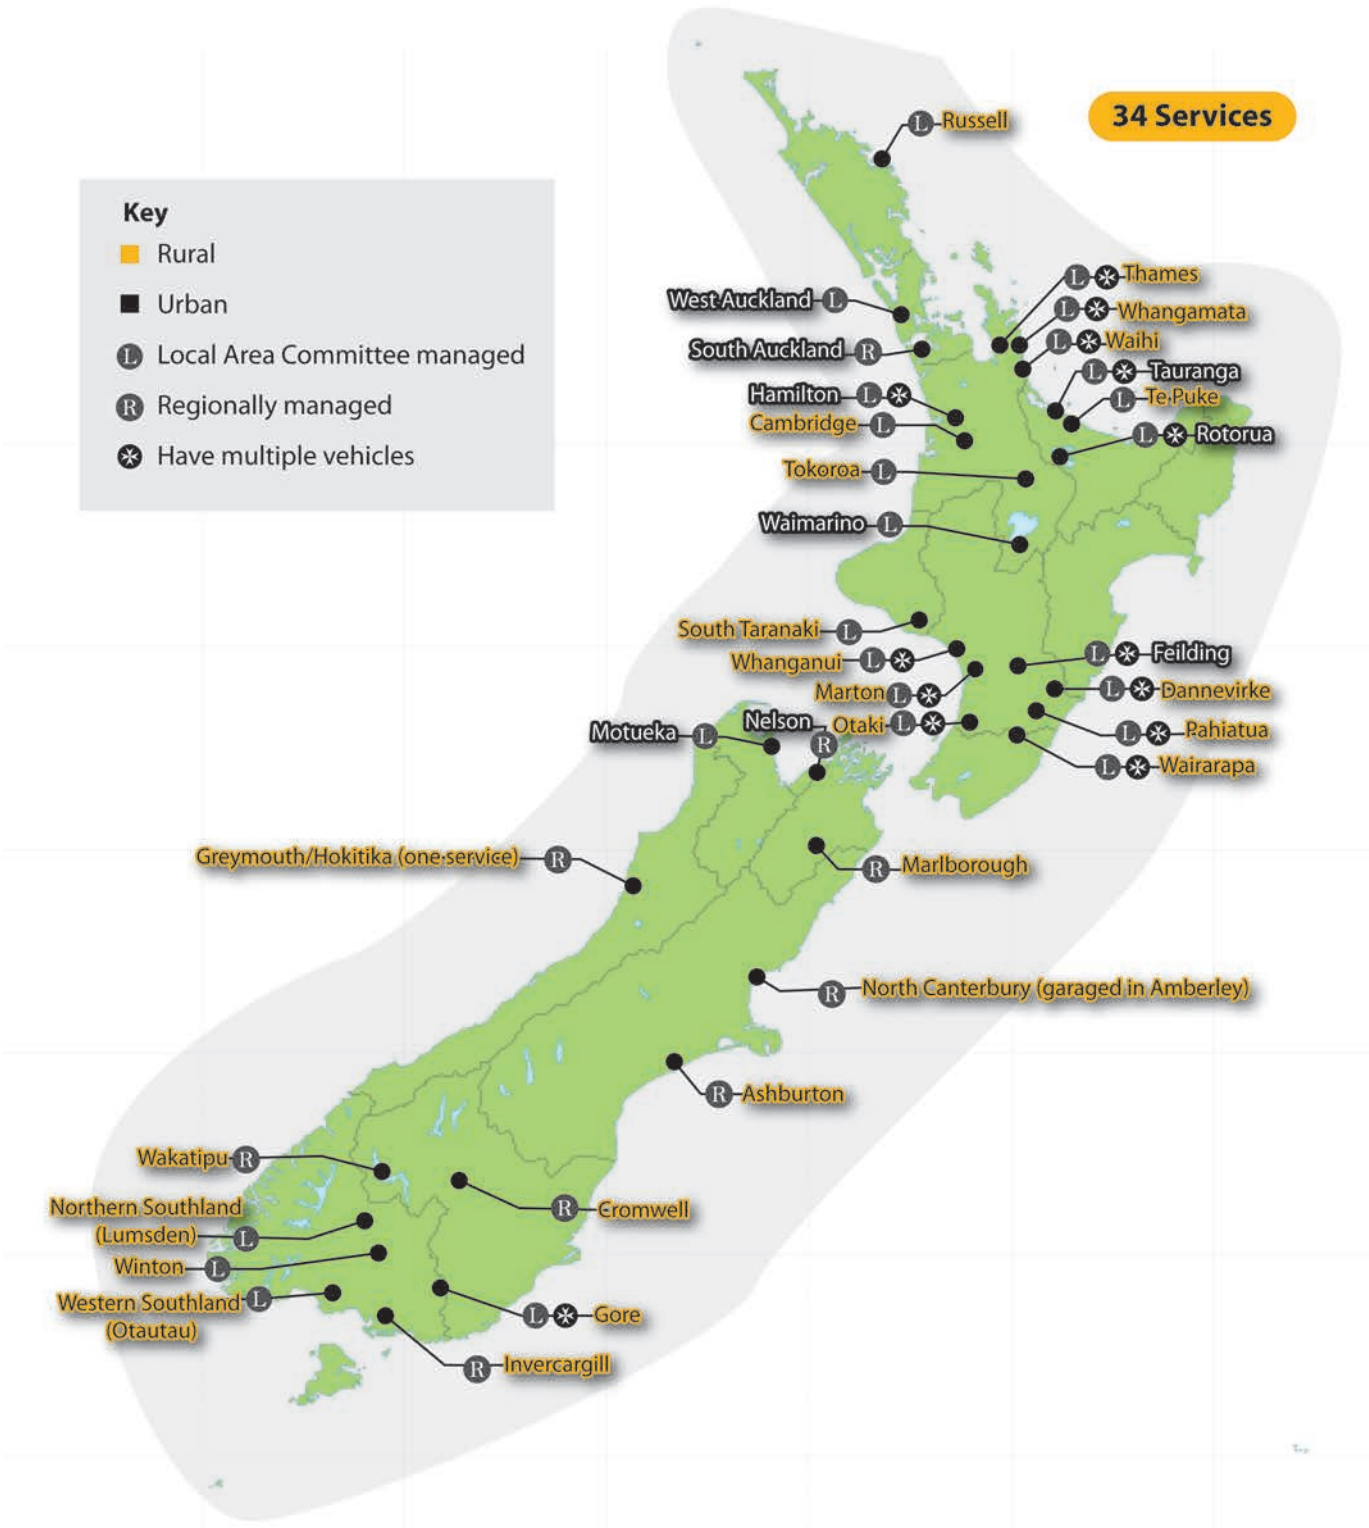 34 Services
Key
Rural
Urban
L Local Area Committee managed
R Regionally managed
Have multiple vehicles
L Russell
West Auckland L
L Thames
L Whangamata
South Auckland R
L Waihi
L Tauranga
Hamilton L
L Te Puke
Cambridge L
L Rotorua
Tokoroa L
Waimarino L
South Taranaki L
Whanganui L
L Feilding
Marton L
L Dannevirke
Nelson
R
Otaki L
Motueka L
L Pahiatua
L Wairarapa
Greymouth/Hokitika (one service) R
R Marlborough
R North Canterbury (garaged in Amberley)
R Ashburton
Wakatipu R
Northern Southland
(Lumsden) L
R Cromwell
Winton L
Western Southland L
(Otautau)
L Gore
R Invercargill